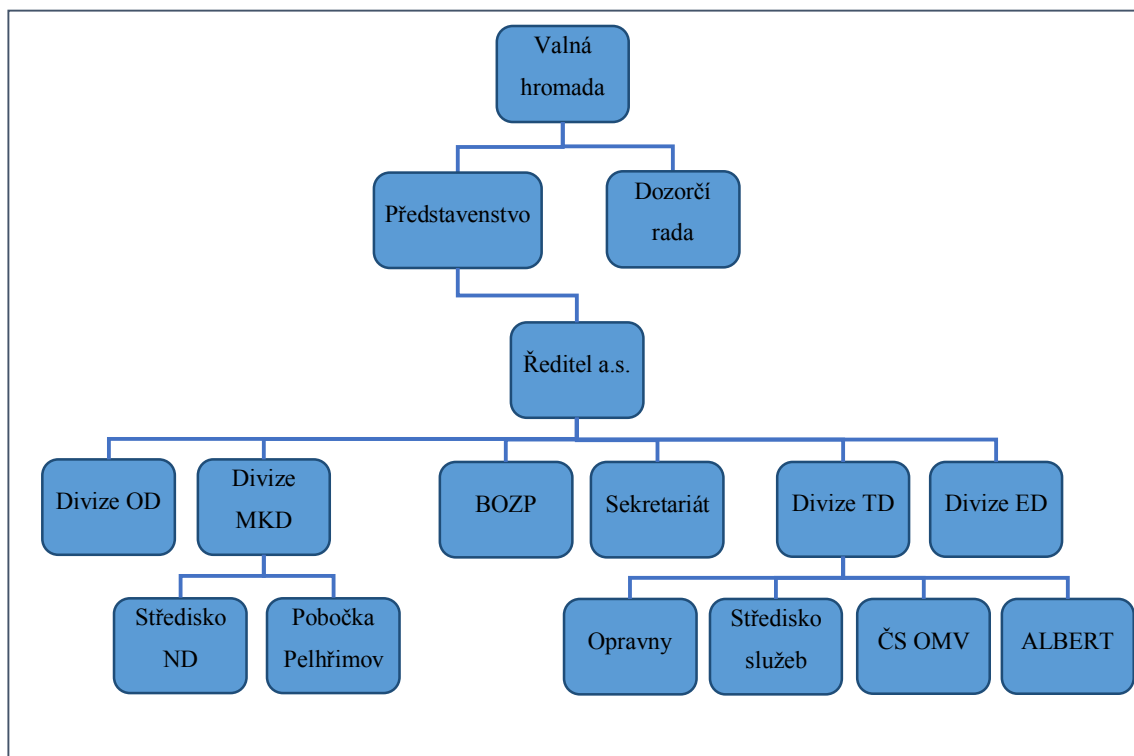 Valná
hromada
Představenstvo
Dozorčí
rada
Ředitel a.s.
Divize OD
Divize
MKD
BOZP
Sekretariát
Divize TD
Divize ED
Středisko
ND
Pobočka
Pelhřimov
Opravny
Středisko
služeb
ČS OMV
ALBERT